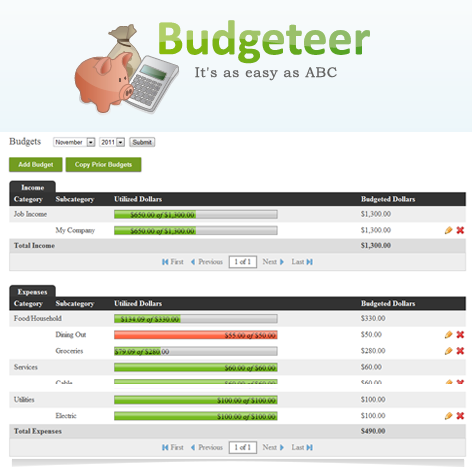 Budgeteer
It's as easy as ABC
Budgets November 2011 Submit
Add Budget Copy Prior Budgets
Income
Category Subcategory Utilized Dollars Budgeted Dollars
Job Income $650.00 of $1,300.00 $1,300.00
My Company $650.00 of $1,300.00 $1,300.00
Total Income $1,300.00
First Previous 1 of 1 Next Last
Expenses
Category Subcategory Utilized Dollars Budgeted Dollars
Food/Household $134.09 of $330.00 $330.00
Dining Out $55.00 of $50.00 $50.00
Groceries $79.09 of $280.00 $280.00
Services $60.00 of $60.00 $60.00
Cable $60.00 of $60.00 $60.00
Utilities $100.00 of $100.00 $100.00
Electric $100.00 of $100.00 $100.00
Total Expenses $490.00
First Previous 1 of 1 Next Last